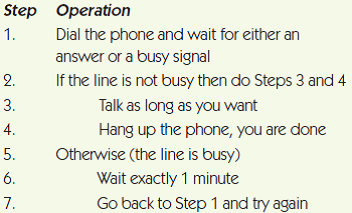 Step Operation
1. Dial the phone and wait for either an
answer or a busy signal
2. If the line is not busy then do Steps 3 and 4
3. Talk as long as you want
4. Hang up the phone, you are done
5. Otherwise (the line is busy)
6. Wait exactly 1 minute
7. Go back to Step 1 and try again